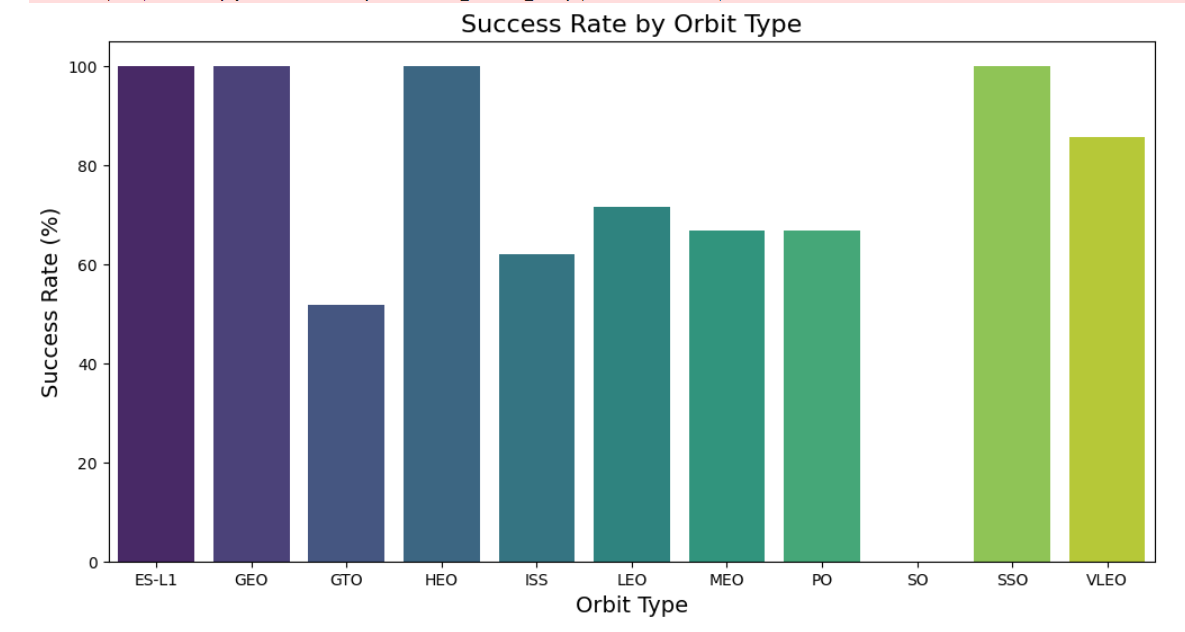 Success Rate by Orbit Type
Success Rate (%)
100
80
60
40
20
0
ES-L1 GEO GTO HEO ISS LEO MEO PO SO SSO VLEO
Orbit Type